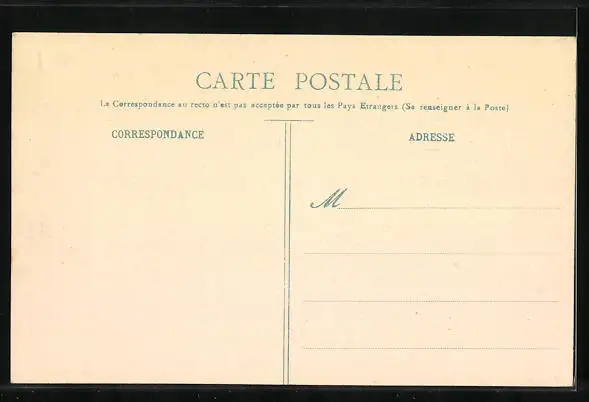 CARTE POSTALE
La Correspondance au recto n'est pas acceptée par tous les Pays Etrangers (Se renseigner à la Poste)
CORRESPONDANCE
ADRESSE
M